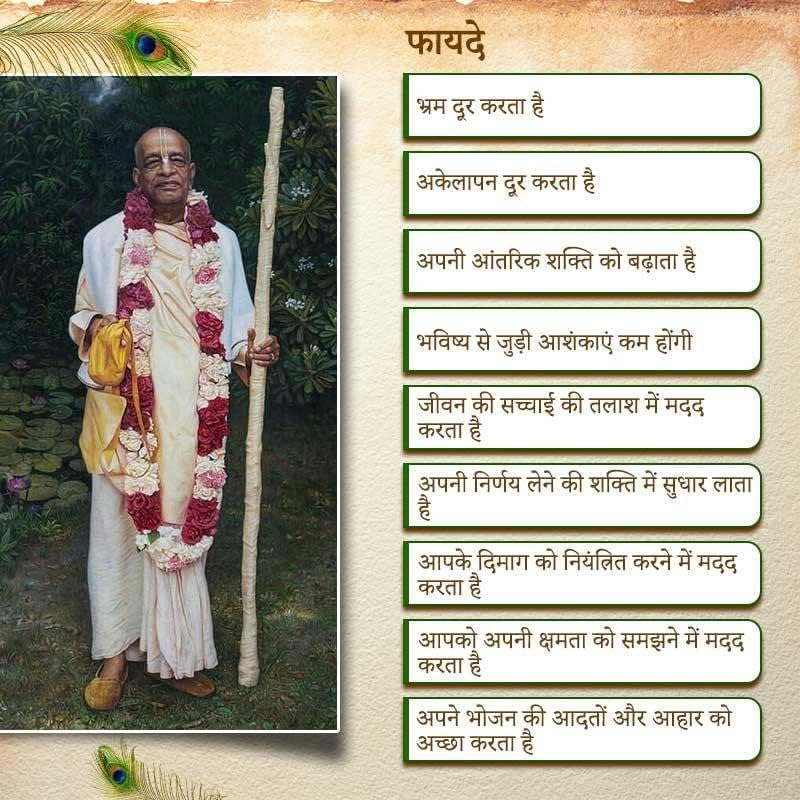 फायदे
भ्रम दूर करता है
अकेलापन दूर करता है
अपनी आंतरिक शक्ति को बढ़ाता है
भविष्य से जुड़ी आशंकाएं कम होंगी
जीवन की सच्चाई की तलाश में मदद
करता है
अपनी निर्णय लेने की शक्ति में सुधार लाता
है
आपके दिमाग को नियंत्रित करने में मदद
करता है
आपको अपनी क्षमता को समझने में मदद
करता है
अपने भोजन की आदतों और आहार को
अच्छा करता है